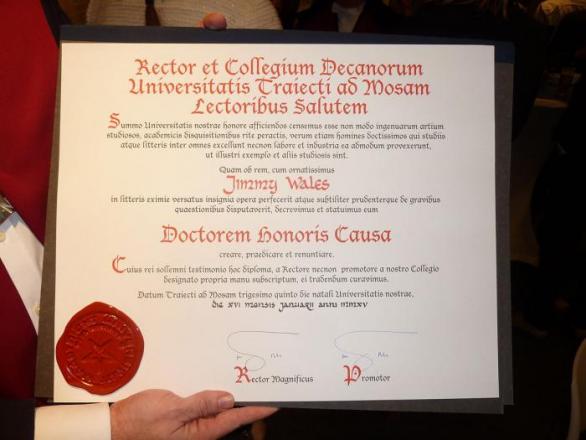 Rector et Collegium Decanorum
Universitatis Traiecti ad Mosam
Lectoribus Salutem
Summo Universitatis nostrae honore afficiendos censemus esse non modo ingenuarum artium
studiosos, academicis disquisitionibus rite peractis, verum etiam homines doctissimos qui studiis
atque litteris inter omnes excellunt necnon labore et industria ea admodum provexerunt,
ut illustri exemplo et aliis studiosis sint.
Quam ob rem, cum ornatissimus
Jimmy Wales
in litteris eximie versatus insignia opera perfecerit atque subtiliter prudenterque de gravibus
quaestionibus disputaverit, decrevimus et statuimus eum
Doctorem Honoris Causa
creare, praedicare et renuntiare.
Cuius rei sollemni testimonio hoc diploma, a Rectore necnon promotore a nostro Collegio
designato propria manu subscriptum, ei tradendum curavimus.
Datum Traiecti ad Mosam trigesimo quinto die natali Universitatis nostrae,
die XVI mensis januarii anni MMXV
Rector Magnificus
Promotor